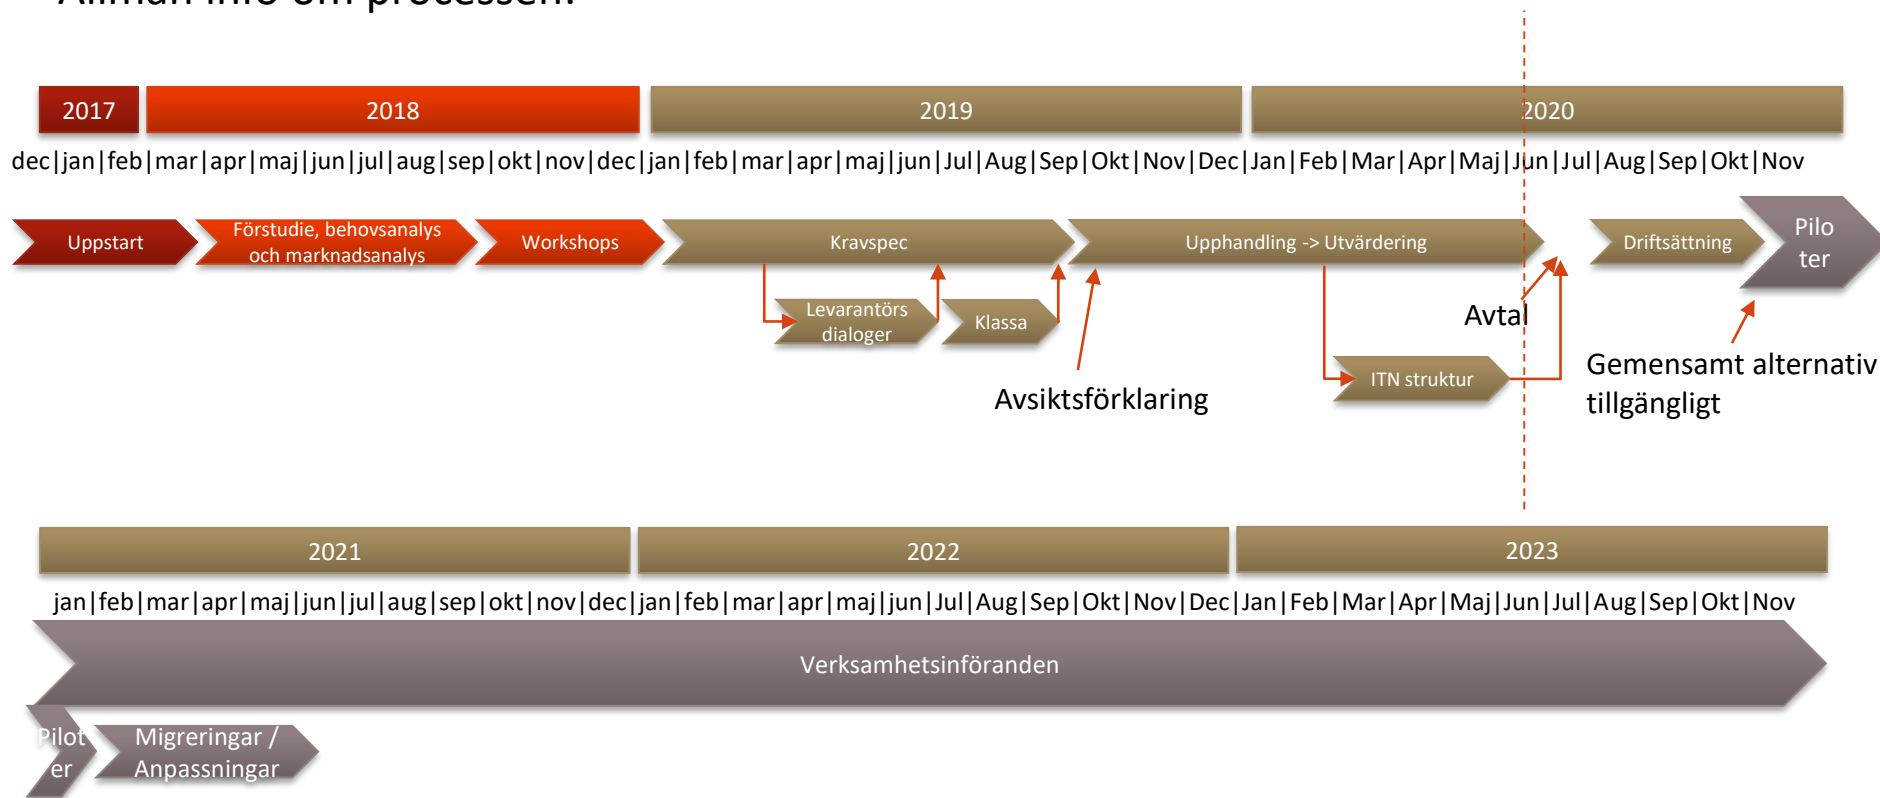 Allmän info om processen:
2017 2018 2019 2020
dec|jan|feb|mar|apr|maj|jun|jul|aug|sep|okt|nov|dec|jan|feb|mar|apr|maj|jun|Jul|Aug|Sep|Okt|Nov|Dec|Jan|Feb|Mar|Apr|Maj|Jun|Jul|Aug|Sep|Okt|Nov
Uppstart
Förstudie, behovsanalys
och marknadsanalys
Workshops
Kravspec
Upphandling -> Utvärdering
Driftsättning
Pilo
ter
Levarantörs
dialoger
Klassa
Avtal
ITN struktur
Avsiktsförklaring
Gemensamt alternativ
tillgängligt
2021 2022 2023
jan|feb|mar|apr|maj|jun|jul|aug|sep|okt|nov|dec|jan|feb|mar|apr|maj|jun|Jul|Aug|Sep|Okt|Nov|Dec|Jan|Feb|Mar|Apr|Maj|Jun|Jul|Aug|Sep|Okt|Nov
Verksamhetsinföranden
Pilot
er
Migreringar /
Anpassningar